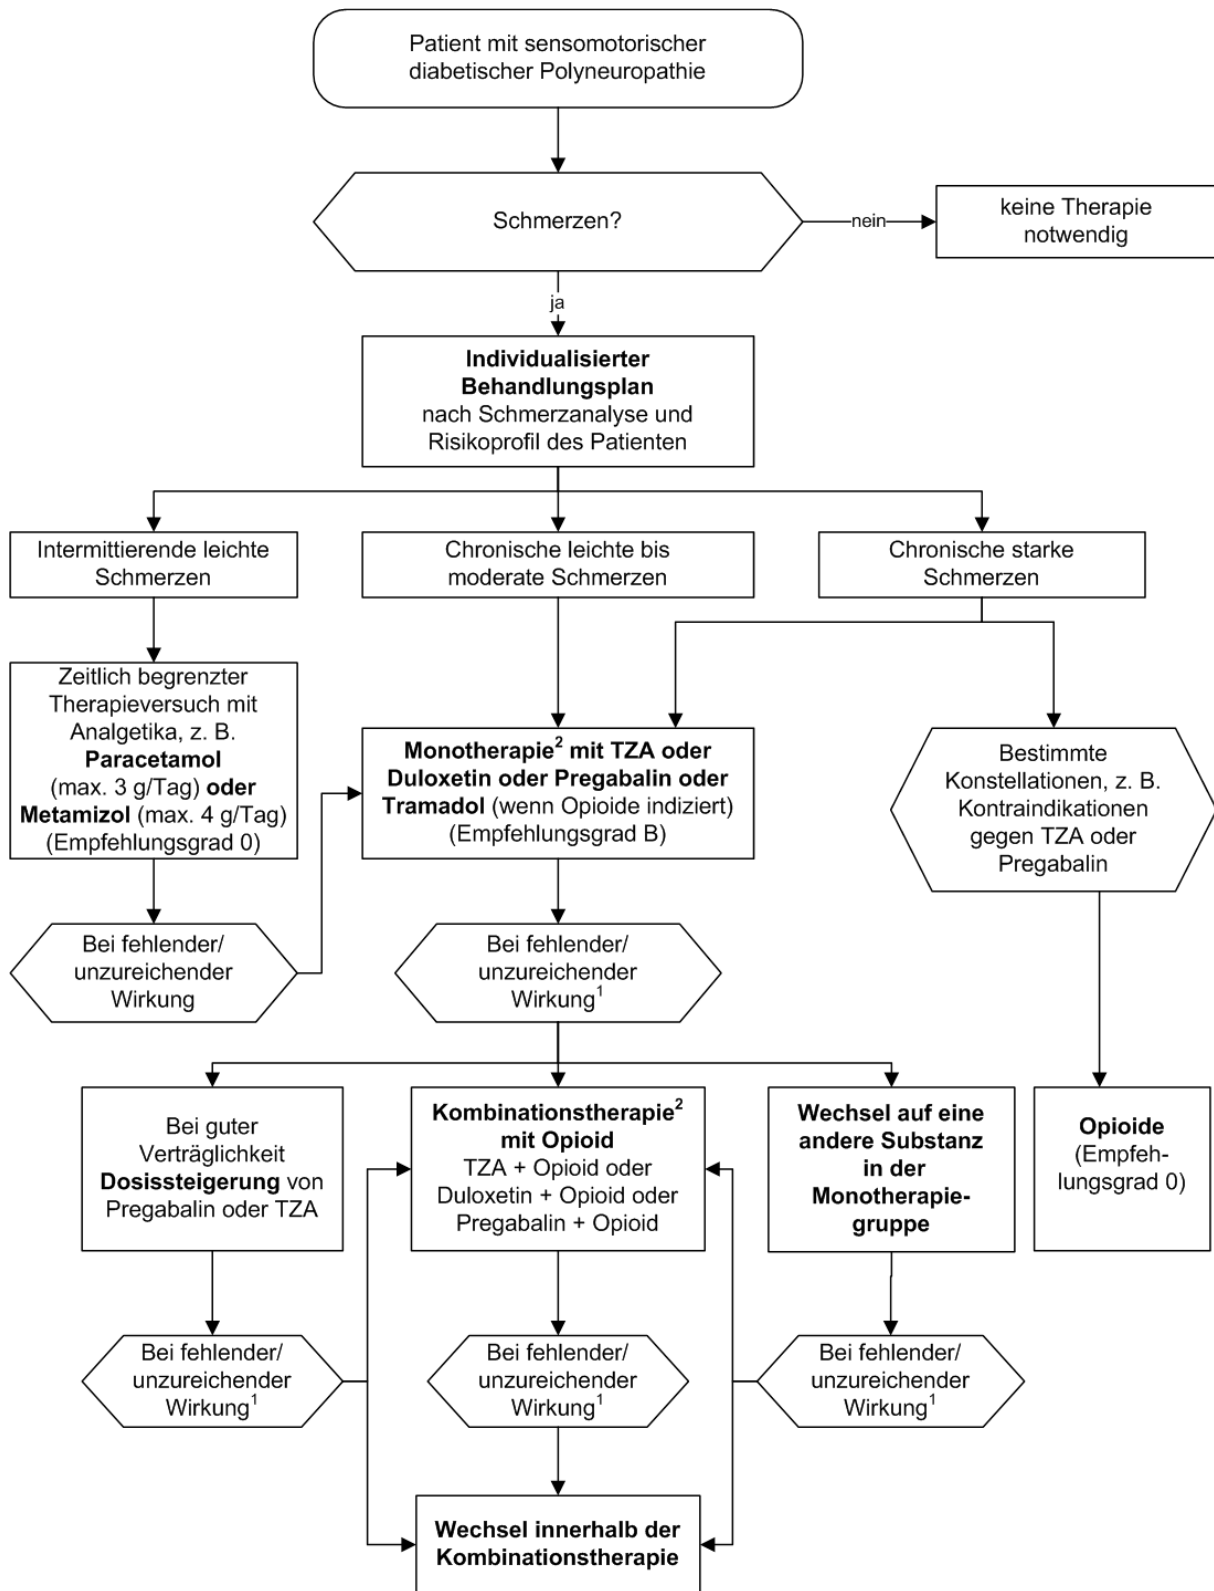 Patient mit sensomotorischer
diabetischer Polyneuropathie
Schmerzen?
nein
keine Therapie
notwendig
ja
Individualisierter
Behandlungsplan
nach Schmerzanalyse und
Risikoprofil des Patienten
Intermittierende leichte
Schmerzen
Chronische leichte bis
moderate Schmerzen
Chronische starke
Schmerzen
Zeitlich begrenzter
Therapieversuch mit
Analgetika, z. B.
Paracetamol
(max. 3 g/Tag) oder
Metamizol (max. 4 g/Tag)
(Empfehlungsgrad 0)
Monotherapie² mit TZA oder
Duloxetin oder Pregabalin oder
Tramadol (wenn Opioide indiziert)
(Empfehlungsgrad B)
Bestimmte
Konstellationen, z. B.
Kontraindikationen
gegen TZA oder
Pregabalin
Bei fehlender/
unzureichender
Wirkung
Bei fehlender/
unzureichender
Wirkung¹
Bei guter
Verträglichkeit
Dosissteigerung von
Pregabalin oder TZA
Kombinationstherapie²
mit Opioid
TZA + Opioid oder
Duloxetin + Opioid oder
Pregabalin + Opioid
Wechsel auf eine
andere Substanz
in der
Monotherapie-
gruppe
Opioide
(Empfeh-
lungsgrad 0)
Bei fehlender/
unzureichender
Wirkung¹
Bei fehlender/
unzureichender
Wirkung¹
Bei fehlender/
unzureichender
Wirkung¹
Wechsel innerhalb der
Kombinationstherapie